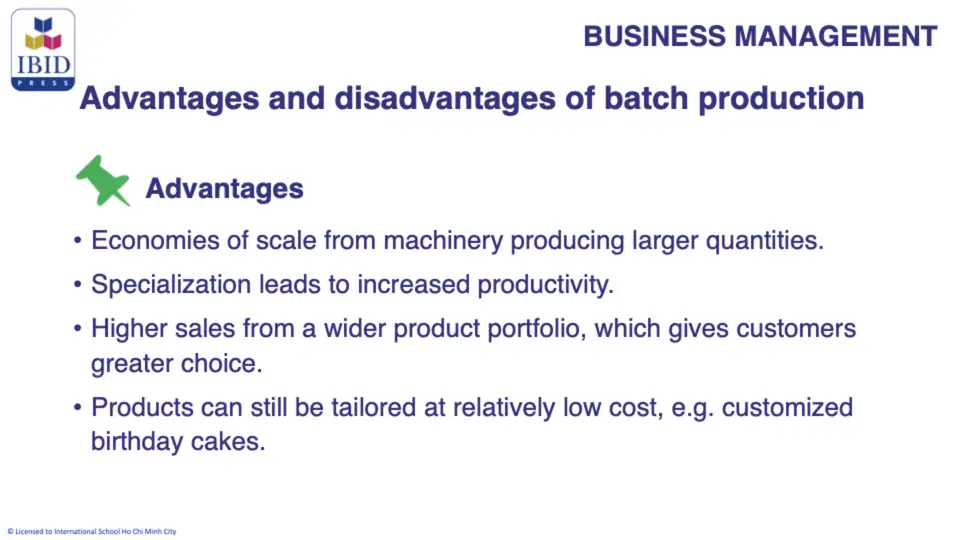 IBID
PRESS
BUSINESS MANAGEMENT
Advantages and disadvantages of batch production
Advantages
• Economies of scale from machinery producing larger quantities.
• Specialization leads to increased productivity.
• Higher sales from a wider product portfolio, which gives customers
greater choice.
• Products can still be tailored at relatively low cost, e.g. customized
birthday cakes.
© Licensed to International School Ho Chi Minh City